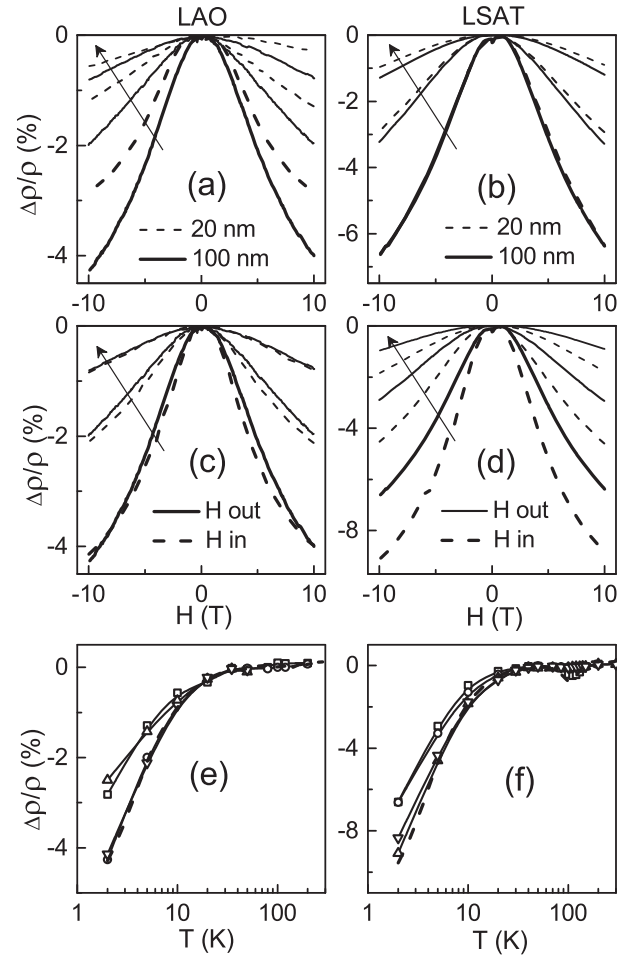 LAO
LSAT
0
-2
-4
Δρ/ρ (%)
(a)
20 nm
100 nm
-10
0
10
0
-2
-4
-6
(b)
20 nm
100 nm
-10
0
10
0
-2
-4
Δρ/ρ (%)
(c)
H out
H in
-10
0
10
H (T)
0
-4
-8
(d)
H out
H in
-10
0
10
H (T)
0
-2
-4
Δρ/ρ (%)
(e)
1
10
100
T (K)
0
-4
-8
(f)
1
10
100
T (K)